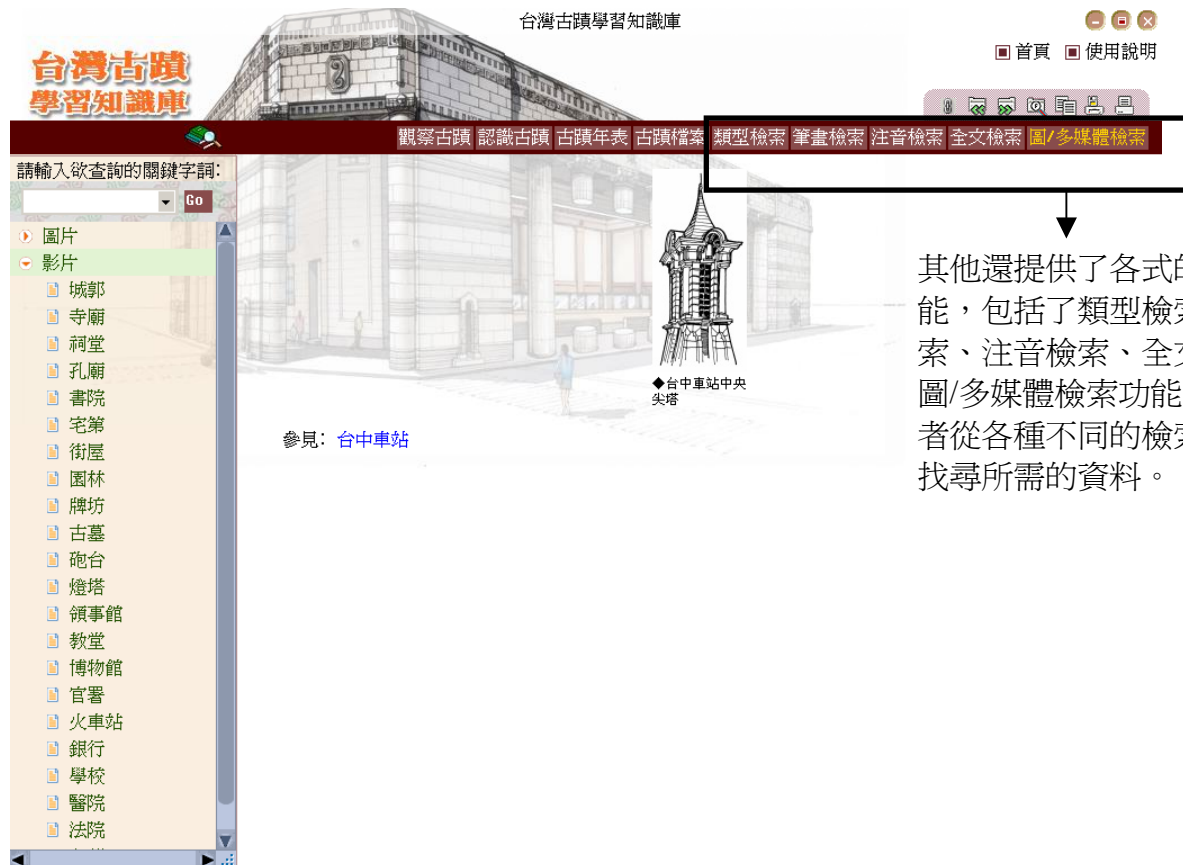 台灣古蹟學習知識庫
台灣古蹟
學習知識庫
首頁 使用說明
觀察古蹟 認識古蹟 古蹟年表 古蹟檔案 類型檢索 筆畫檢索 注音檢索 全文檢索 圖/多媒體檢索
請輸入欲查詢的關鍵字詞:
Go
圖片
影片
城郭
寺廟
祠堂
孔廟
書院
宅第
街屋
園林
牌坊
古墓
砲台
燈塔
領事館
教堂
博物館
官署
火車站
銀行
學校
醫院
法院
◆台中車站中央
尖塔
參見: 台中車站
其他還提供了各式
能,包括了類型檢索
索、注音檢索、全
圖/多媒體檢索功能
者從各種不同的檢索
找尋所需的資料。